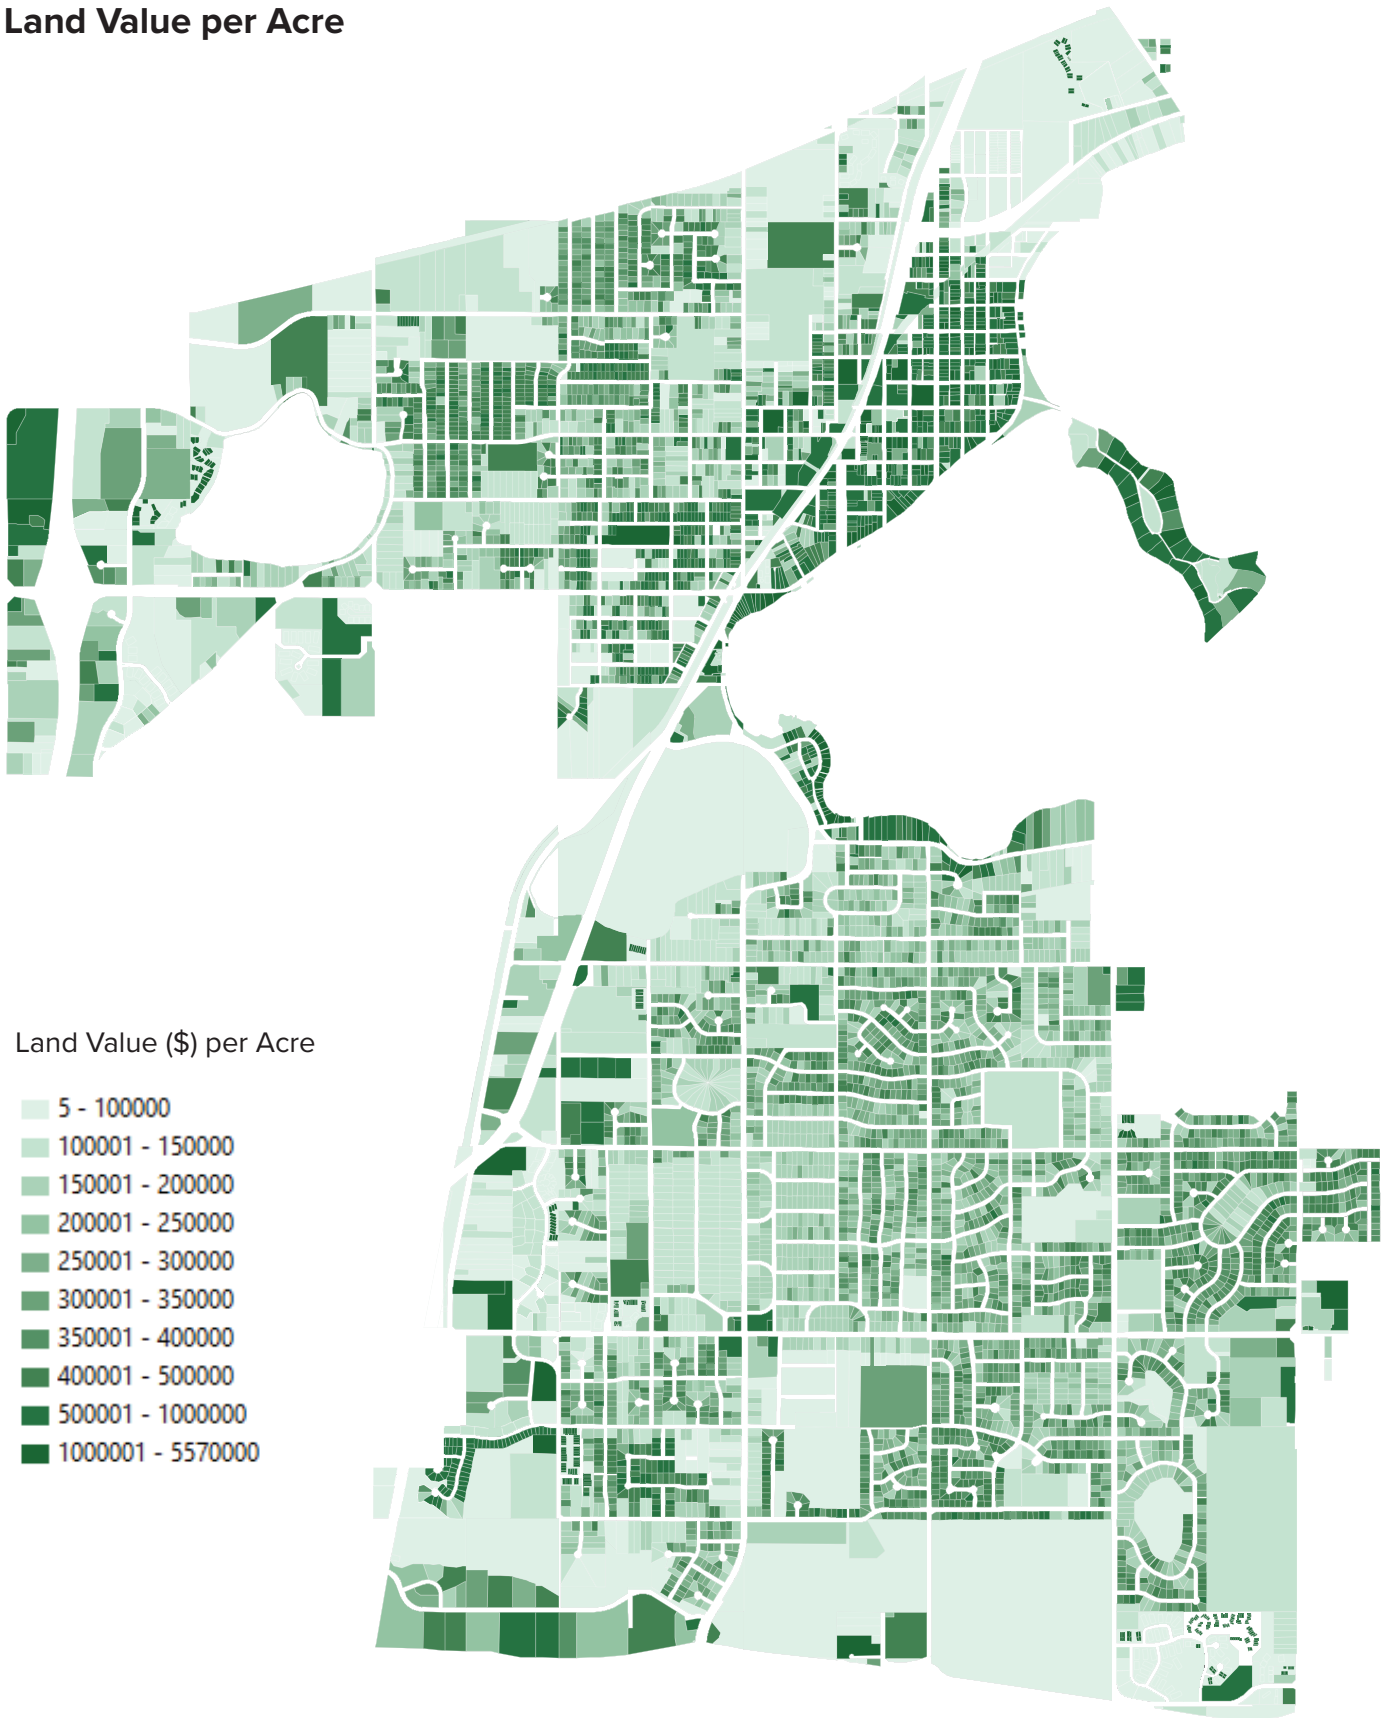 Land Value per Acre
Land Value ($) per Acre
5 - 100000
100001 - 150000
150001 - 200000
200001 - 250000
250001 - 300000
300001 - 350000
350001 - 400000
400001 - 500000
500001 - 1000000
1000001 - 5570000